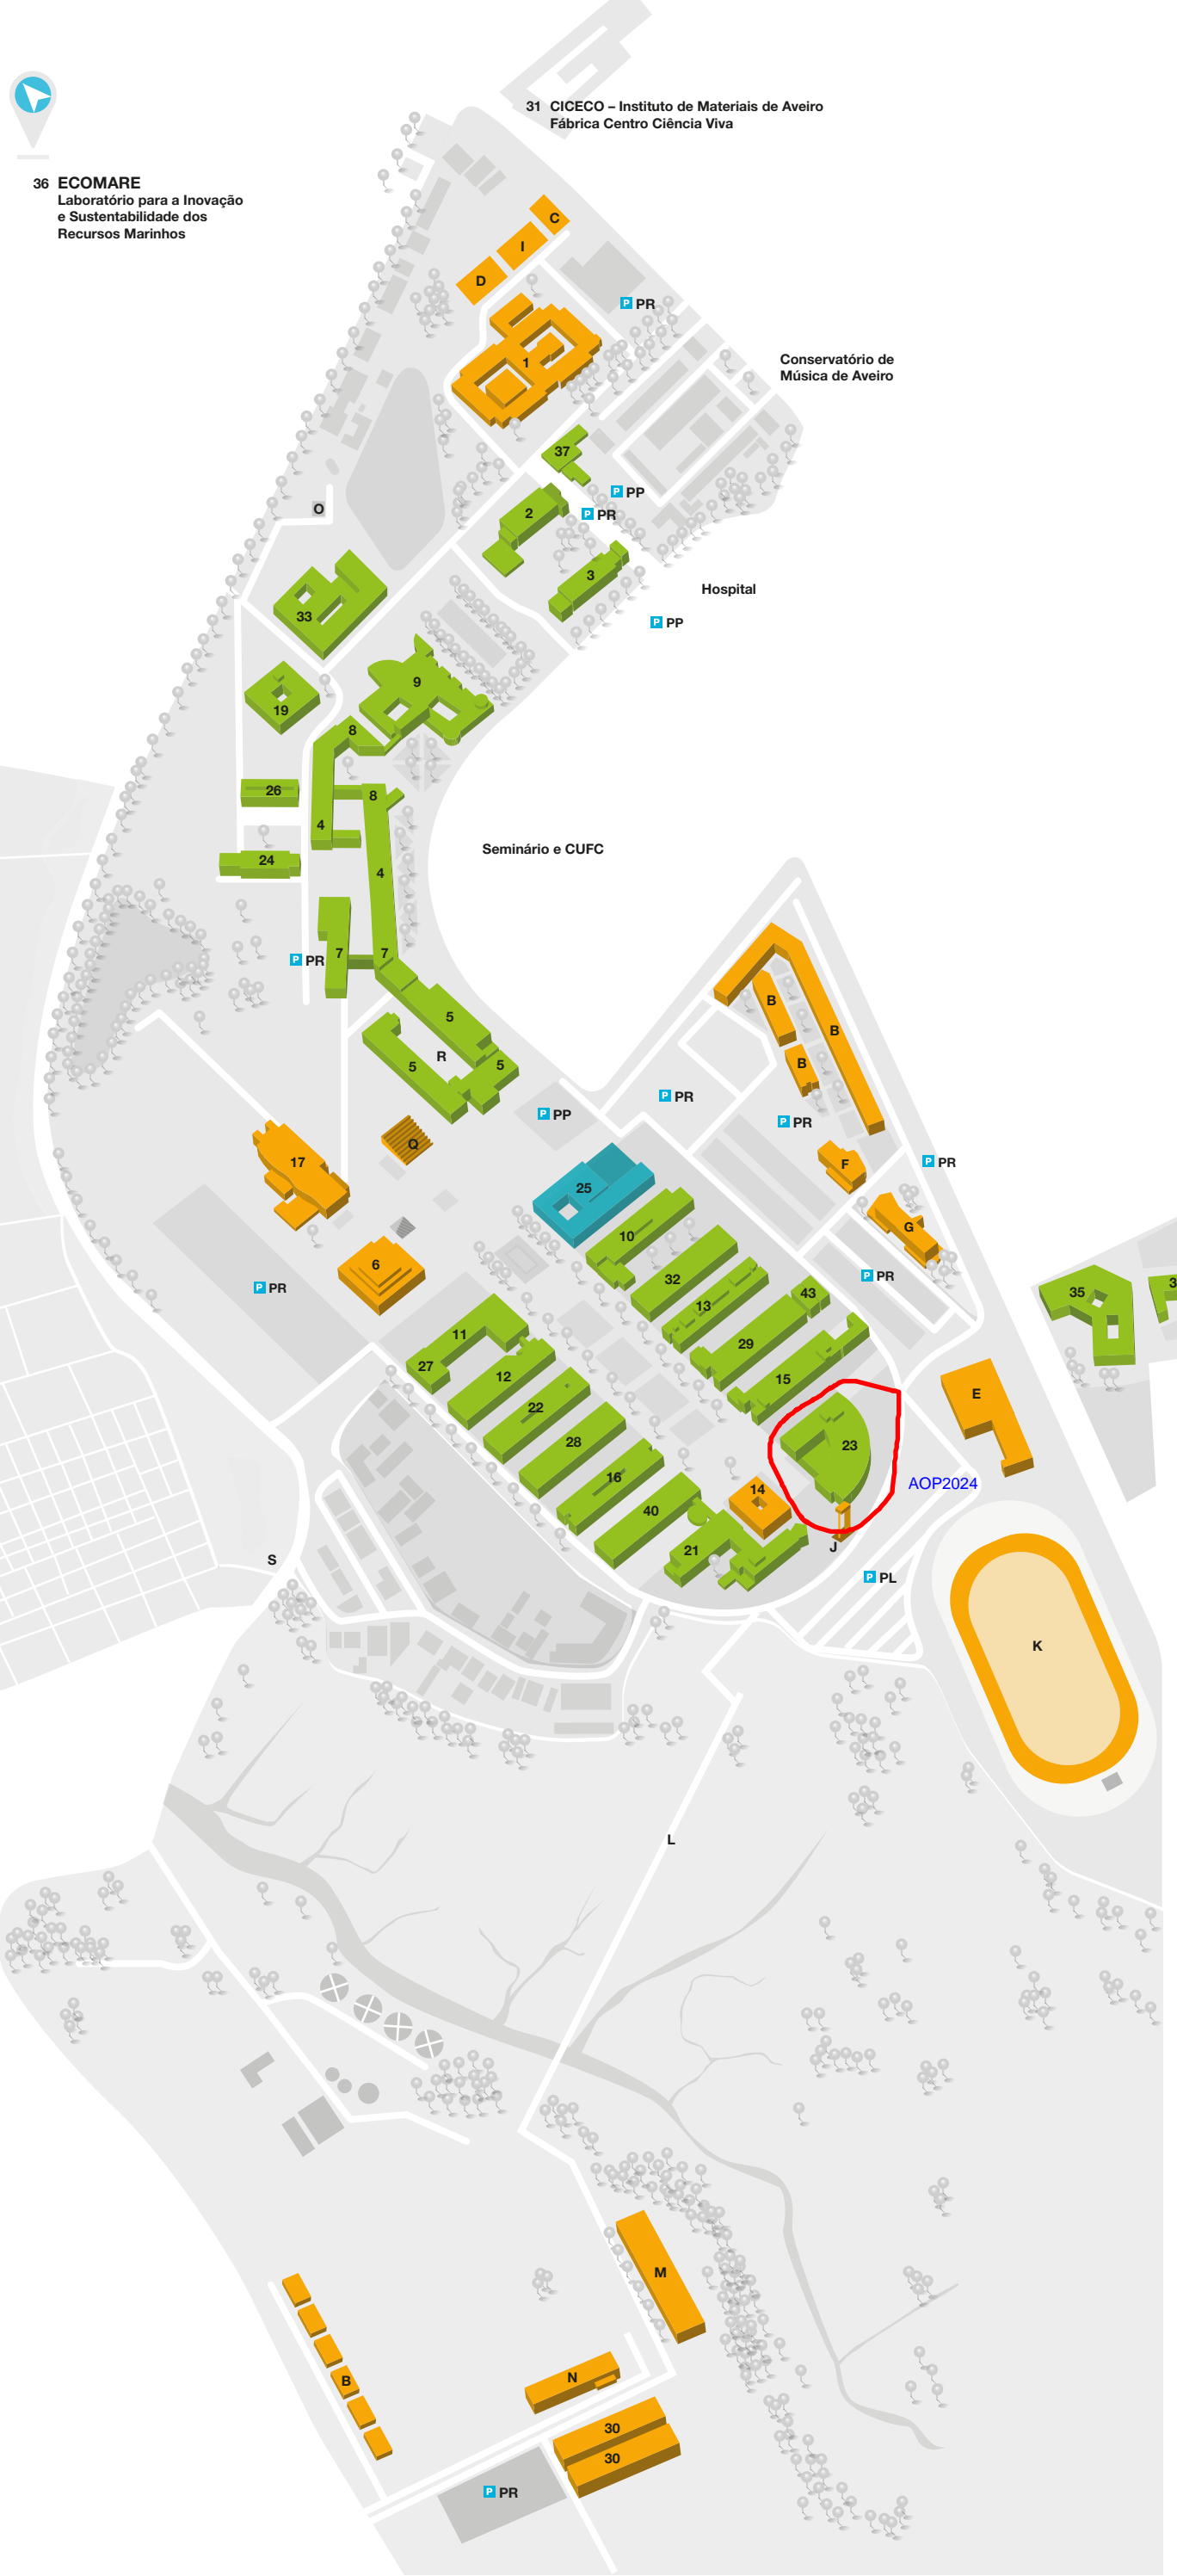 31 CICECO – Instituto de Materiais de Aveiro
Fábrica Centro Ciência Viva
36 ECOMARE
Laboratório para a Inovação
e Sustentabilidade dos
Recursos Marinhos
C
I
D
P PR
1
Conservatório de
Música de Aveiro
37
P PP
O
2
P PR
3
Hospital
33
P PP
9
19
8
26
8
4
Seminário e CUFC
24
4
7
7
P PR
B
5
B
R
5
5
B
P PR
P PP
P PR
Q
17
F
P PR
25
G
10
6
32
P PR
P PR
35
3
43
13
11
29
27
12
15
E
22
28
23
16
AOP2024
14
40
J
21
S
P PL
K
L
M
N
B
30
30
P PR